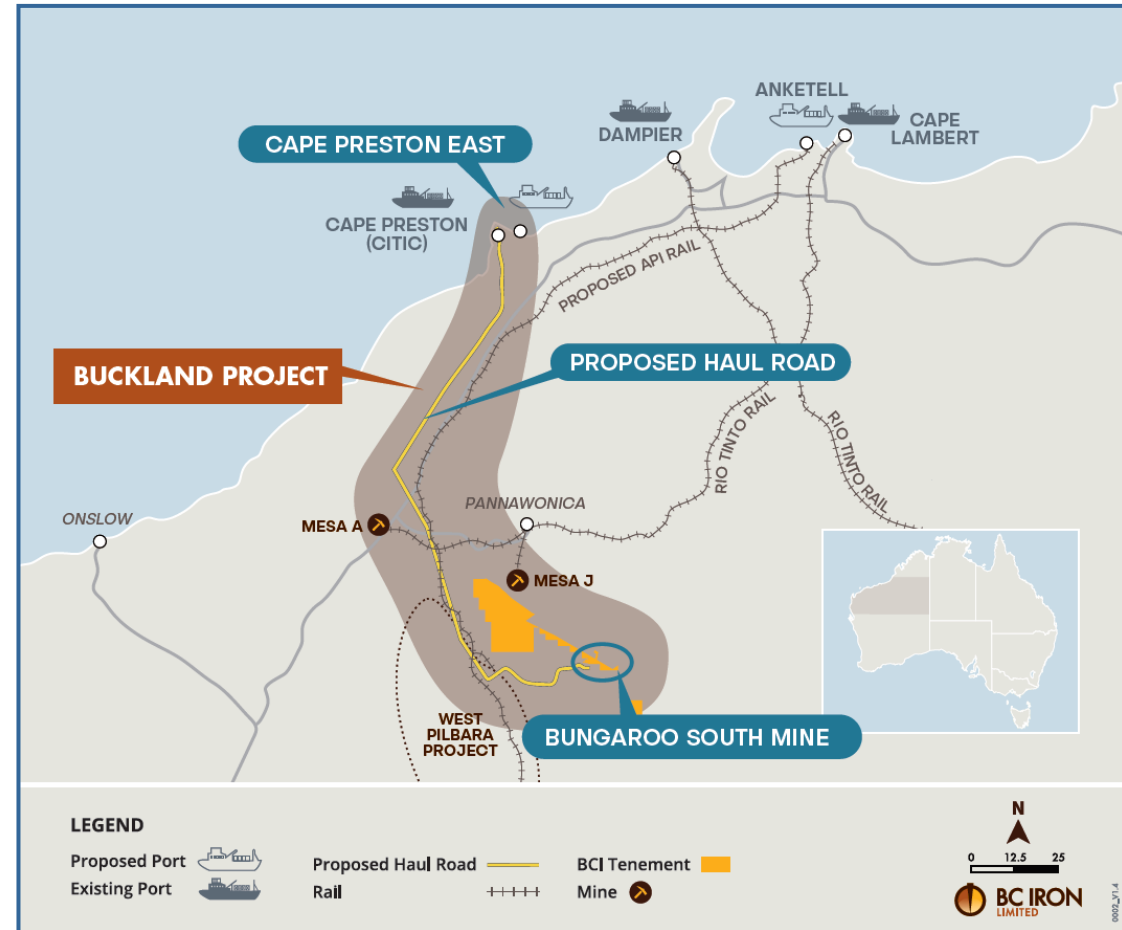 ANKETELL
DAMPIER
CAPE
LAMBERT
CAPE PRESTON EAST
CAPE PRESTON
(CITIC)
PROPOSED API RAIL
BUCKLAND PROJECT
PROPOSED HAUL ROAD
RIO TINTO RAIL
RIO TINTO RAIL
ONSLOW
MESA A
PANNAWONICA
MESA J
WEST
PILBARA
PROJECT
BUNGAROO SOUTH MINE
LEGEND
Proposed Port
Existing Port
Proposed Haul Road
Rail
BCI Tenement
Mine
N
0 12.5 25
BC IRON
LIMITED
0002_V1.4